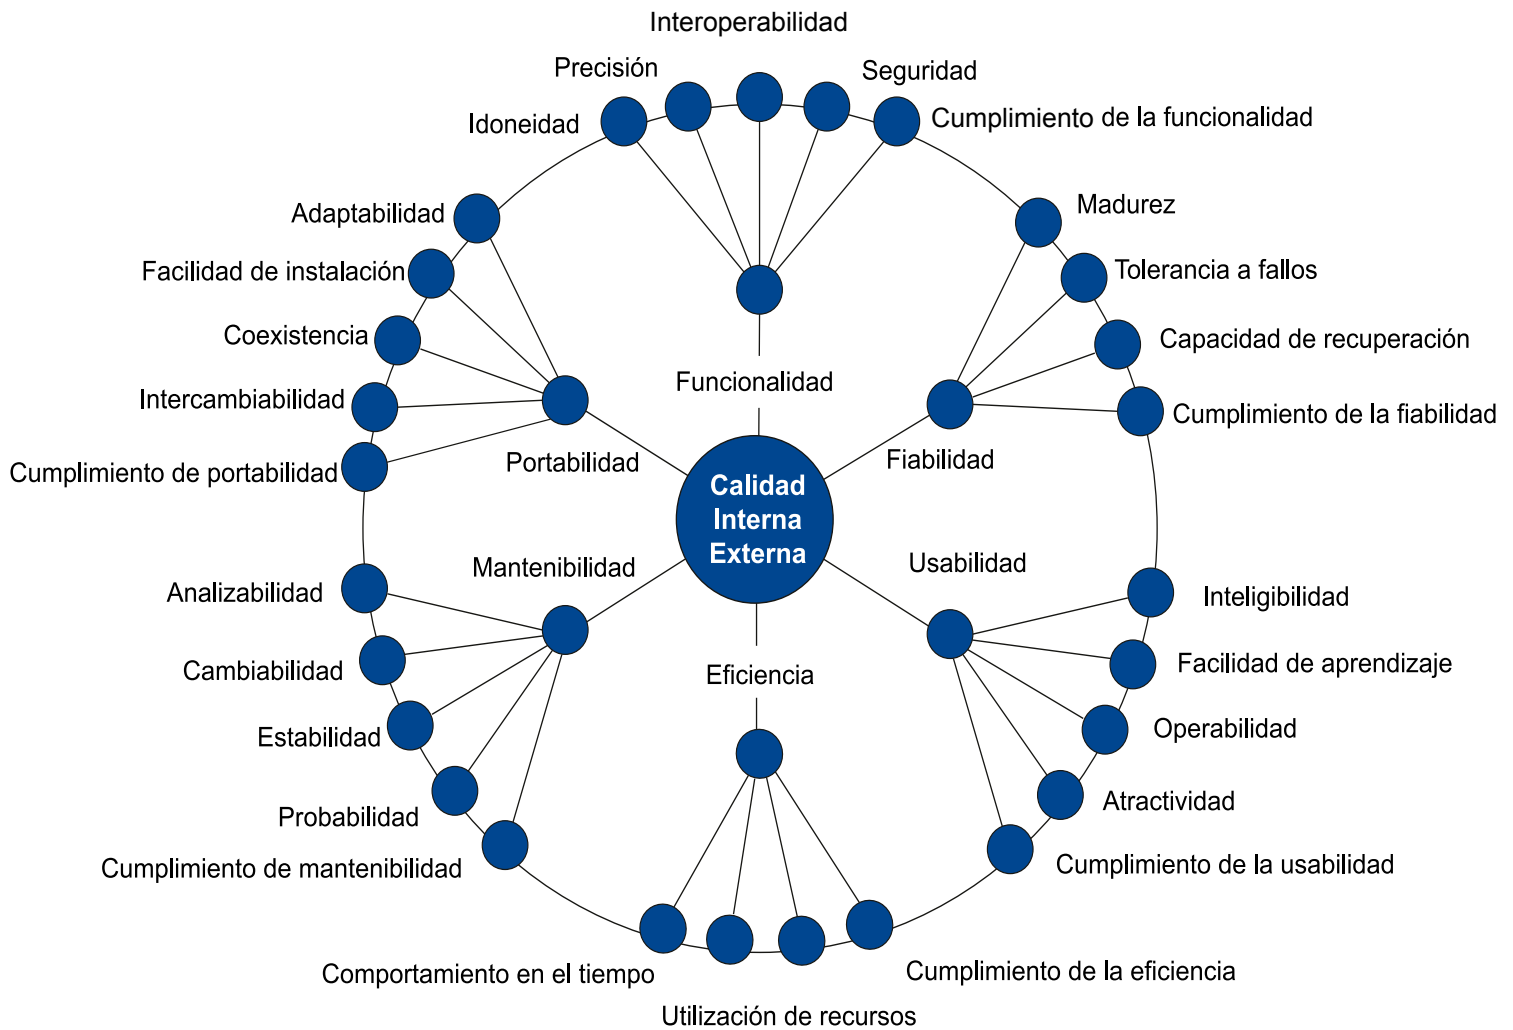 Interoperabilidad
Precisión
Seguridad
Idoneidad
Cumplimiento de la funcionalidad
Adaptabilidad
Madurez
Facilidad de instalación
Tolerancia a fallos
Coexistencia
Capacidad de recuperación
Funcionalidad
Intercambiabilidad
Cumplimiento de la fiabilidad
Cumplimiento de portabilidad
Portabilidad
Fiabilidad
Calidad
Interna
Externa
Mantenibilidad
Usabilidad
Analizabilidad
Inteligibilidad
Cambiabilidad
Eficiencia
Facilidad de aprendizaje
Estabilidad
Operabilidad
Probabilidad
Atractividad
Cumplimiento de mantenibilidad
Cumplimiento de la usabilidad
Comportamiento en el tiempo
Cumplimiento de la eficiencia
Utilización de recursos